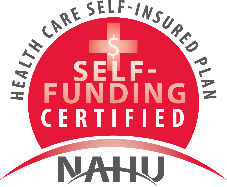 HEALTH CARE SELF-INSURED PLAN
$
SELF-
FUNDING
CERTIFIED
NAHU